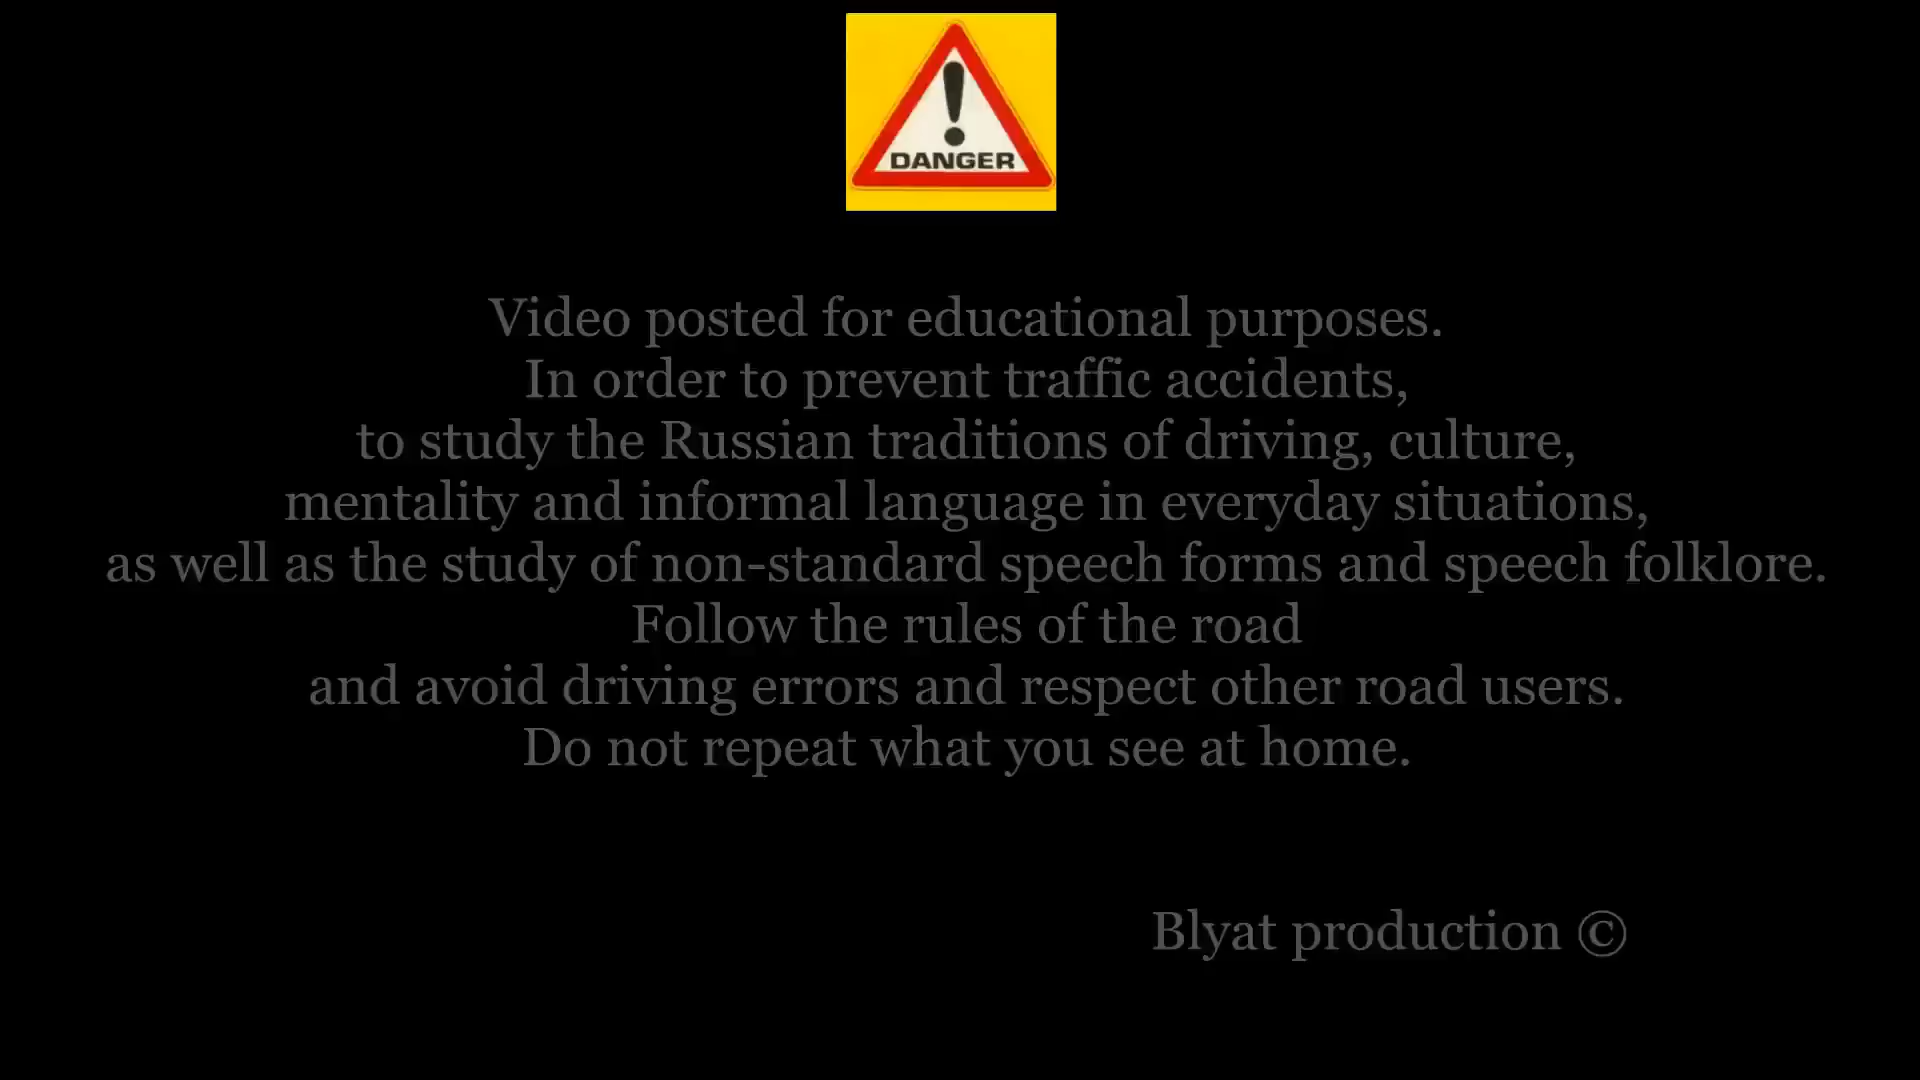 DANGER
Video posted for educational purposes.
In order to prevent traffic accidents,
to study the Russian traditions of driving, culture,
mentality and informal language in everyday situations,
as well as the study of non-standard speech forms and speech folklore.
Follow the rules of the road
and avoid driving errors and respect other road users.
Do not repeat what you see at home.
Blyat production ©